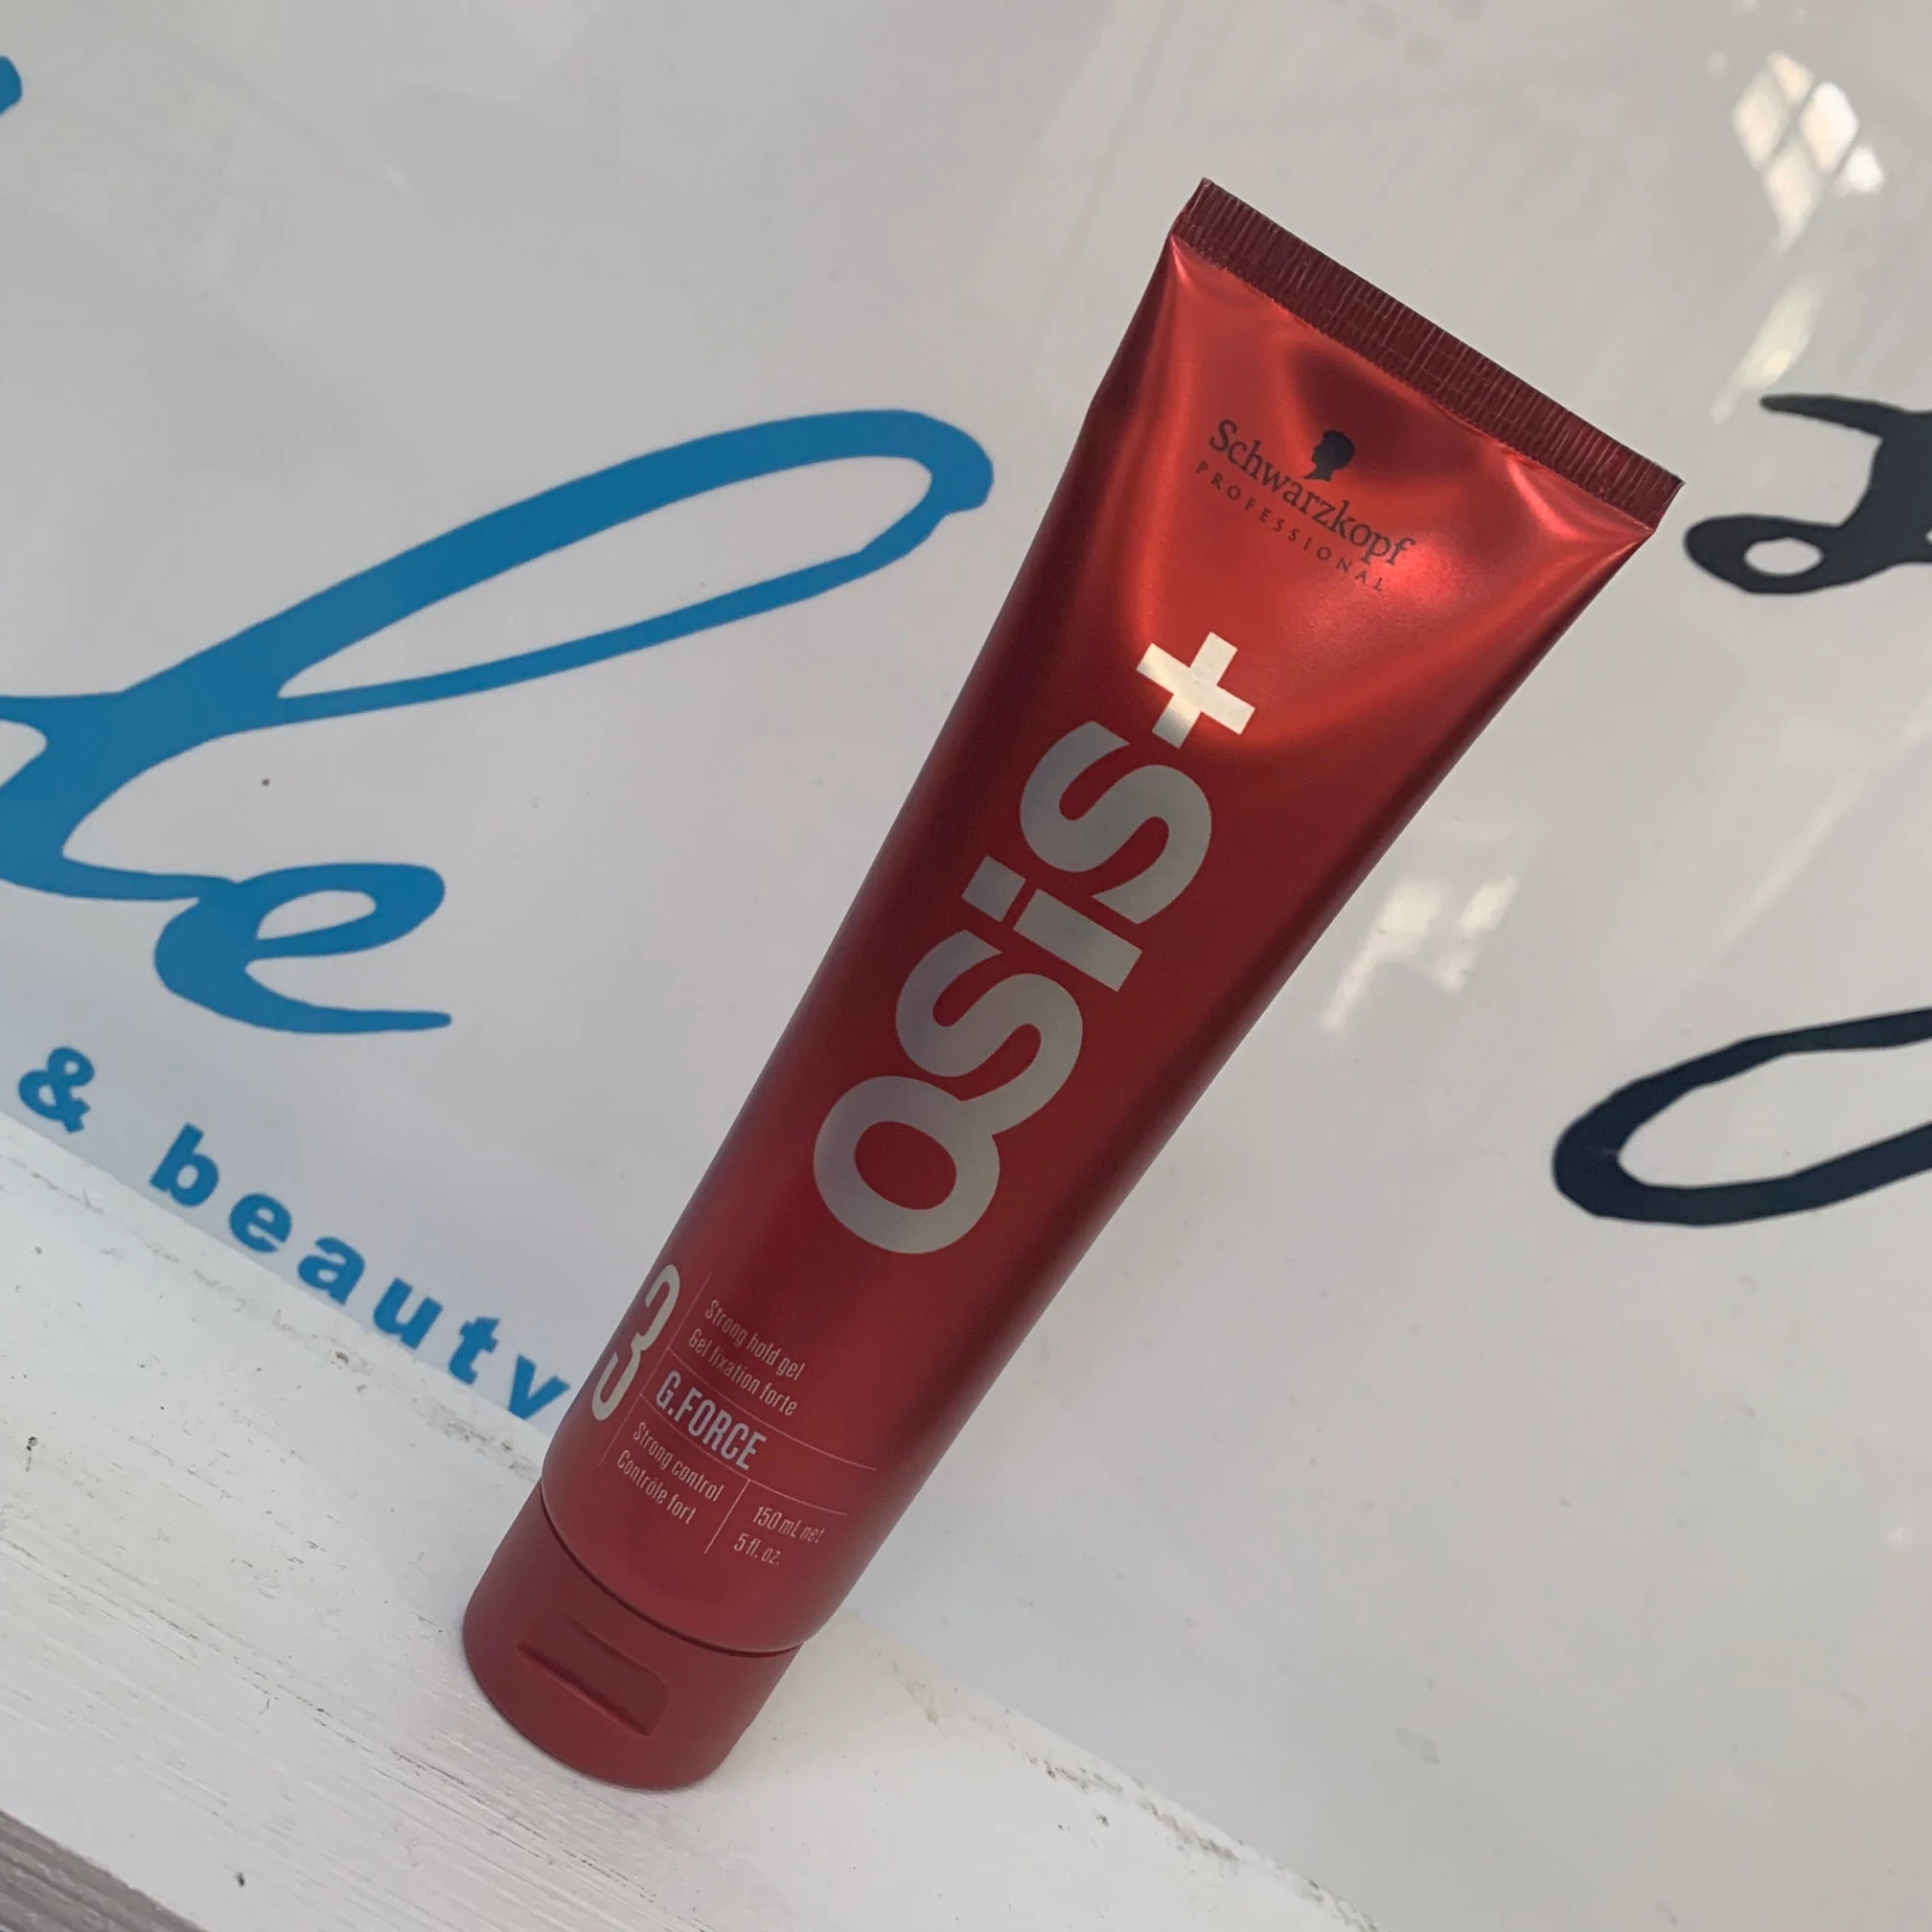 Schwarzkopf
PROFESSIONAL
OSiS+
3
Strong hold gel
Gel fixation forte
G.FORCE
Strong control
Contrôle fort
150 mL net
5 fl. oz.
& beauty